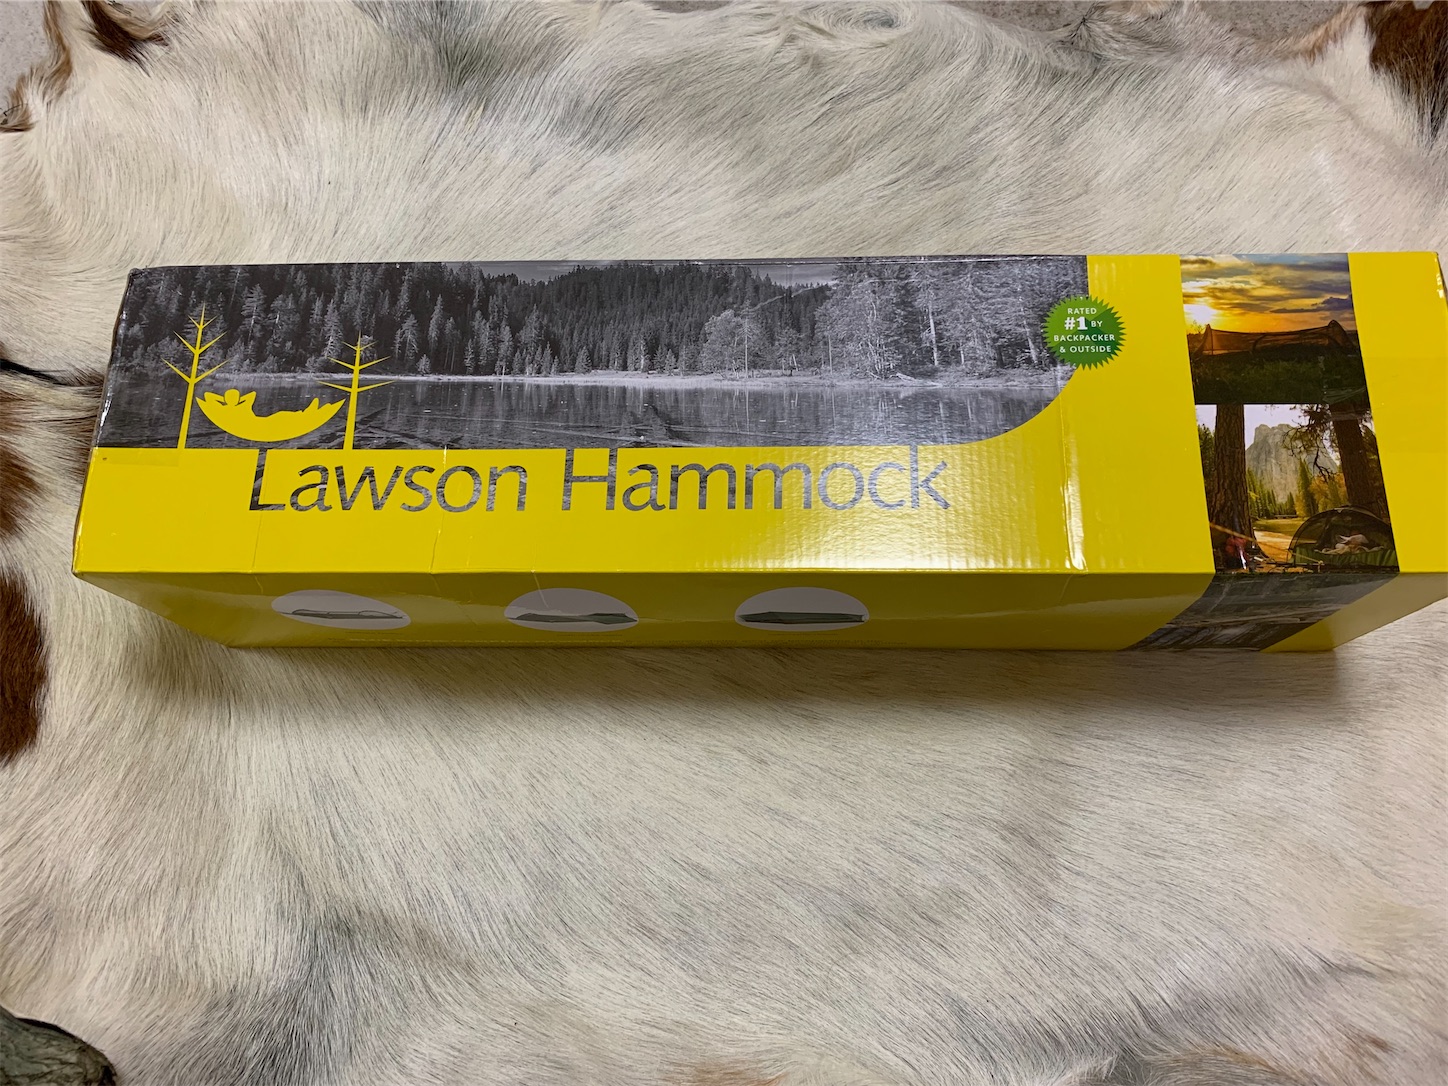 RATED
#1 BY
BACKPACKER
& OUTSIDE
Lawson Hammock